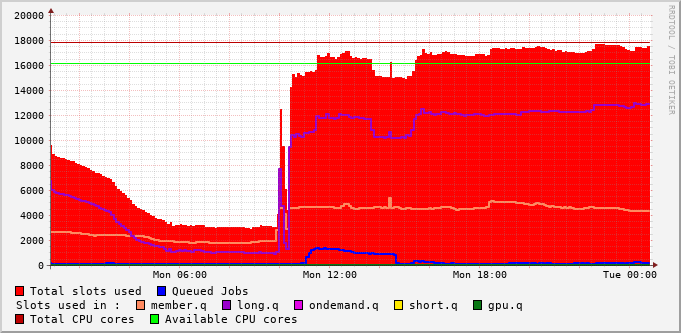 20000
18000
16000
14000
12000
10000
8000
6000
4000
2000
0
Mon 06:00 Mon 12:00 Mon 18:00 Tue 00:00
RRDTOOL / TOBI OETIKER
Total slots used Queued Jobs
Slots used in : member.q long.q ondemand.q short.q gpu.q
Total CPU cores Available CPU cores